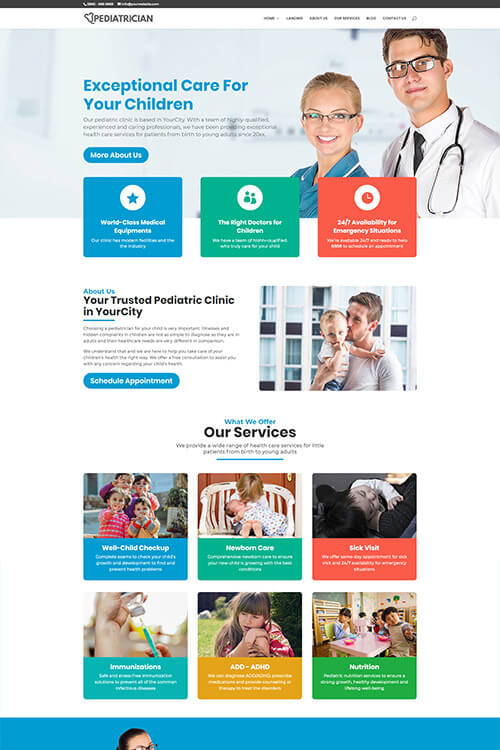 info@yourwebsite.com
PEDIATRICIAN
HOME LANDING ABOUT US OUR SERVICES BLOG CONTACT US
Exceptional Care For
Your Children
Our pediatric clinic is based in YourCity. With a team of highly-qualified,
experienced and caring professionals, we have been providing exceptional
health care services for patients from birth to young adults since 20xx.
More About Us
World-Class Medical
Equipments
Our clinic has modern facilities and the
the industry
The Right Doctors for
Children
We have a team of highly-qualified,
who truly care for your child
24/7 Availability for
Emergency Situations
We're available 24/7 and ready to help
to schedule an appointment
About Us
Your Trusted Pediatric Clinic
in YourCity
Choosing a pediatrician for your child is very important. Illnesses and
hidden complaints in children are not as simple to diagnose as they are in
adults and their healthcare needs are very different in comparison.
We understand that and we are here to help you take care of your
children's health the right way. We offer a free consultation to assist you
with any concern regarding your child's health.
Schedule Appointment
What We Offer
Our Services
We provide a wide range of health care services for little
patients from birth to young adults
Well-Child Checkup
Complete exams to check your child's
growth and development to find and
prevent health problems
Newborn Care
Comprehensive newborn care to ensure
your new child is growing with the best
conditions
Sick Visit
We offer same-day appointment for sick
visit and 24/7 availability for emergency
situations
Immunizations
Safe and stress-free immunization
solutions to prevent all of the common
infectious diseases
ADD - ADHD
We can diagnose ADD/ADHD, prescribe
medications and provide counseling or
therapy to treat the disorders
Nutrition
Pediatric nutrition services to ensure a
strong growth, healthy development and
lifelong well-being